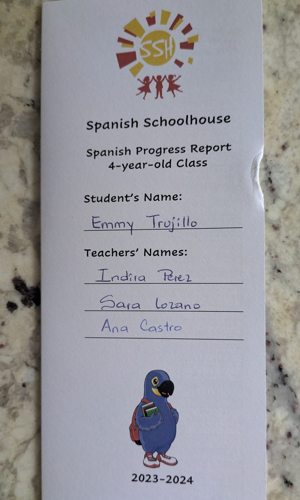 SSH
Spanish Schoolhouse
Spanish Progress Report
4-year-old Class
Student's Name:
Emmy Trujillo
Teachers' Names:
Indira Perez
Sara Lozano
Ana Castro
2023-2024